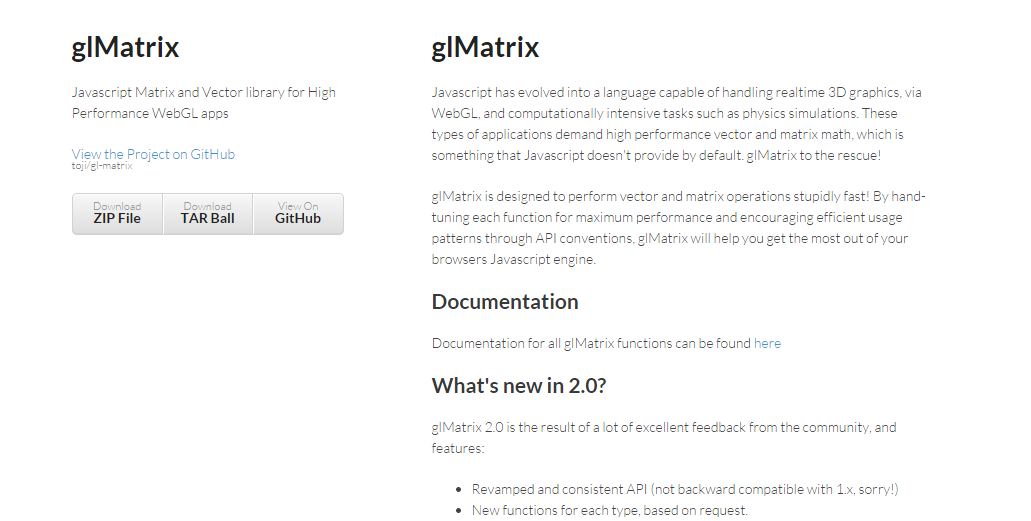 glMatrix
Javascript Matrix and Vector library for High
Performance WebGL apps
View the Project on GitHub
toji/gl-matrix
Download
ZIP File
Download
TAR Ball
View On
GitHub
glMatrix
Javascript has evolved into a language capable of handling realtime 3D graphics, via
WebGL, and computationally intensive tasks such as physics simulations. These
types of applications demand high performance vector and matrix math, which is
something that Javascript doesn't provide by default. glMatrix to the rescue!
glMatrix is designed to perform vector and matrix operations stupidly fast! By hand-
tuning each function for maximum performance and encouraging efficient usage
patterns through API conventions, glMatrix will help you get the most out of your
browsers Javascript engine.
Documentation
Documentation for all glMatrix functions can be found here
What's new in 2.0?
glMatrix 2.0 is the result of a lot of excellent feedback from the community, and
features:
• Revamped and consistent API (not backward compatible with 1.x, sorry!)
• New functions for each type, based on request.